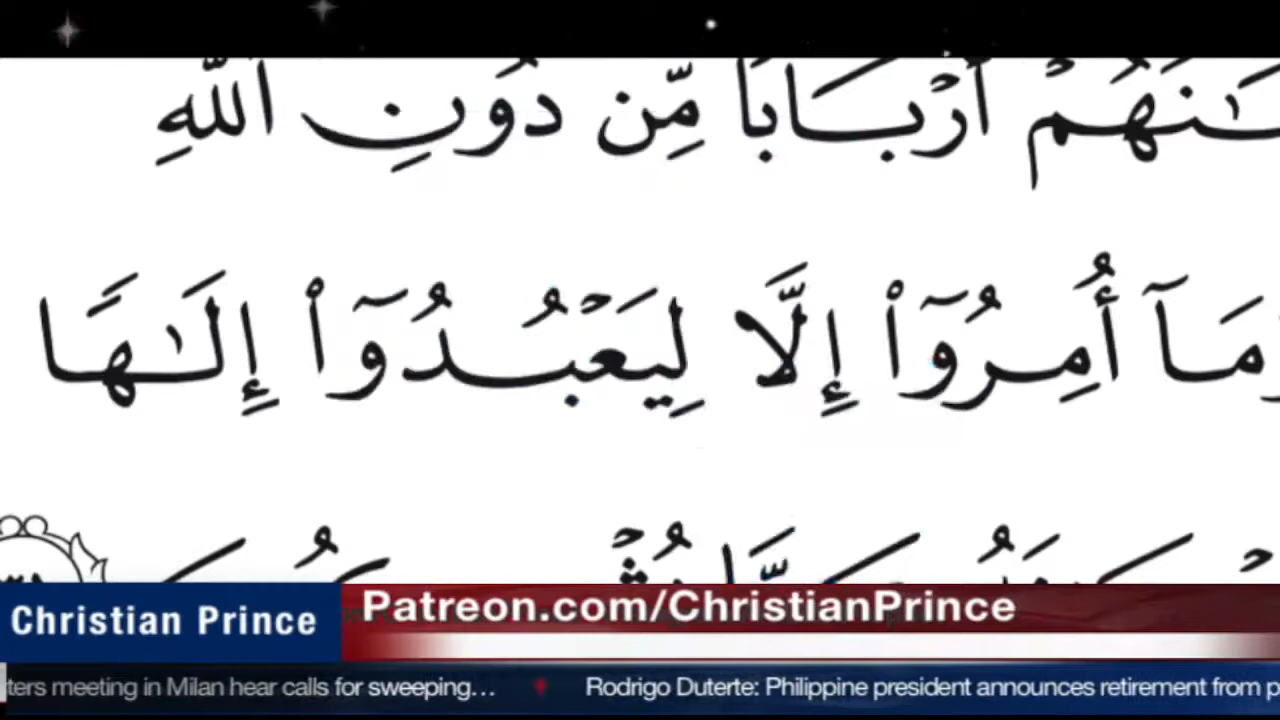 أَرْبَابًا مِّن دُونِ ٱللَّهِ
مَآ أُمِرُوٓا۟ إِلَّا لِيَعْبُدُوٓا۟ إِلَـٰهًا
Christian Prince
Patreon.com/ChristianPrince
ters meeting in Milan hear calls for sweeping... ♦ Rodrigo Duterte: Philippine president announces retirement from p